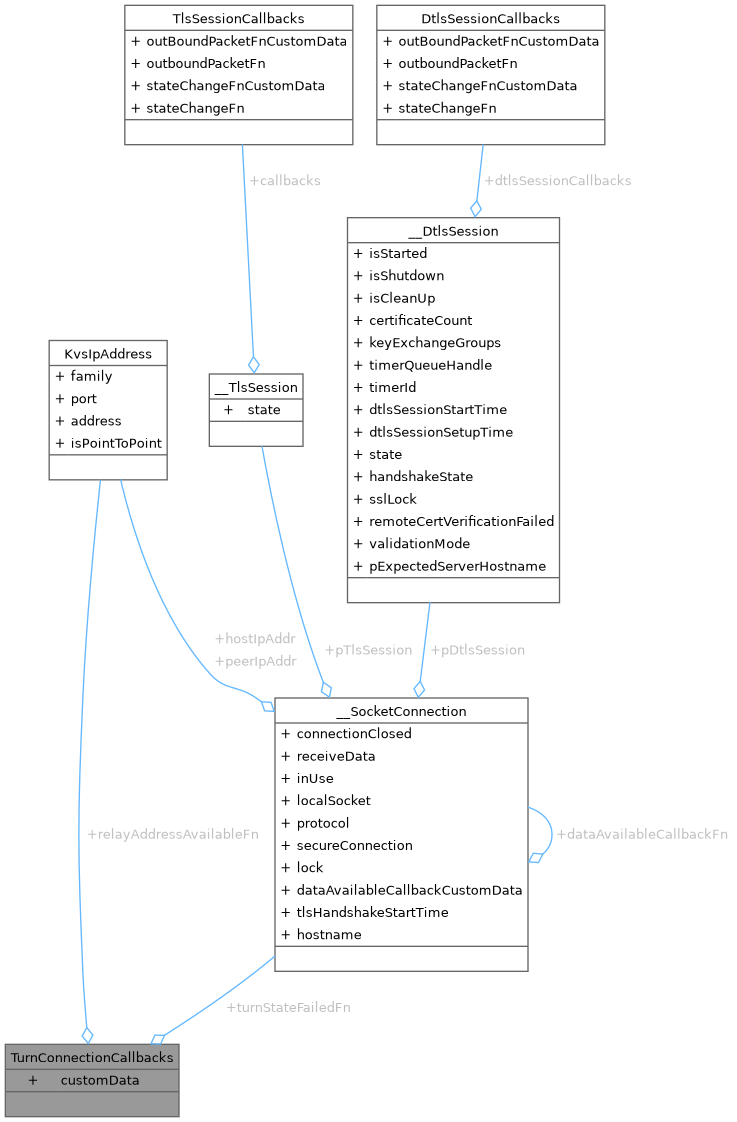 TlsSessionCallbacks
+ outBoundPacketFnCustomData
+ outboundPacketFn
+ stateChangeFnCustomData
+ stateChangeFn
DtlsSessionCallbacks
+ outBoundPacketFnCustomData
+ outboundPacketFn
+ stateChangeFnCustomData
+ stateChangeFn
+callbacks
+dtlsSessionCallbacks
__DtlsSession
+ isStarted
+ isShutdown
+ isCleanUp
+ certificateCount
+ keyExchangeGroups
+ timerQueueHandle
+ timerId
+ dtlsSessionStartTime
+ dtlsSessionSetupTime
+ state
+ handshakeState
+ sslLock
+ remoteCertVerificationFailed
+ validationMode
+ pExpectedServerHostname
KvsIpAddress
+ family
+ port
+ address
+ isPointToPoint
__TlsSession
+ state
+hostIpAddr
+peerIpAddr
+pTlsSession
+pDtlsSession
__SocketConnection
+ connectionClosed
+ receiveData
+ inUse
+ localSocket
+ protocol
+ secureConnection
+ lock
+ dataAvailableCallbackCustomData
+ tlsHandshakeStartTime
+ hostname
+relayAddressAvailableFn
+dataAvailableCallbackFn
+turnStateFailedFn
TurnConnectionCallbacks
+ customData